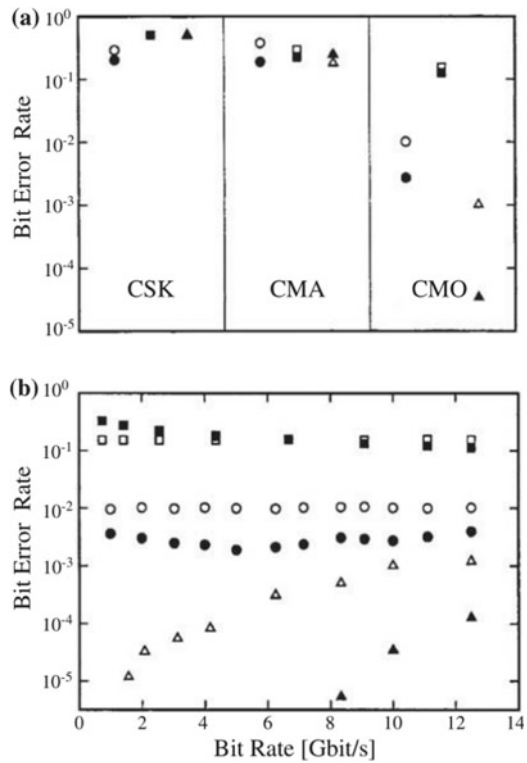 (a)
10^0
10^-1
10^-2
10^-3
10^-4
10^-5
Bit Error Rate
CSK CMA CMO
(b)
10^0
10^-1
10^-2
10^-3
10^-4
10^-5
Bit Error Rate
0 2 4 6 8 10 12 14
Bit Rate [Gbit/s]